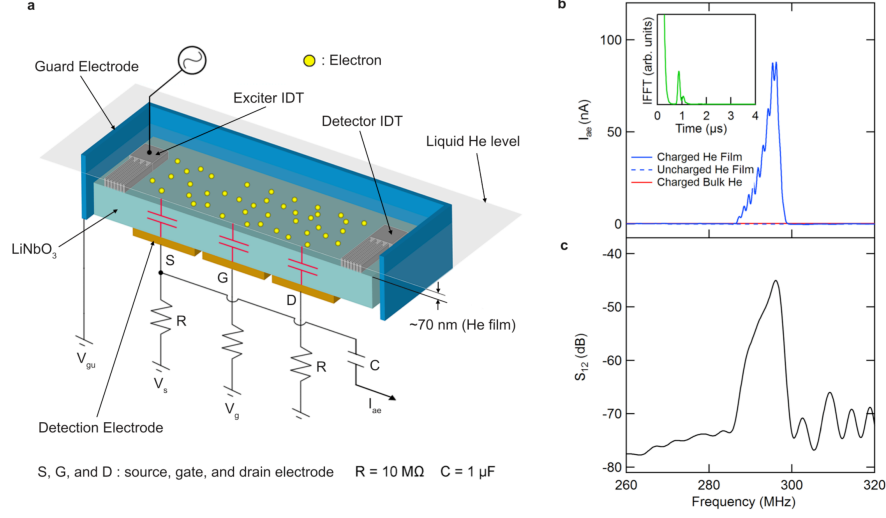 a
: Electron
Guard Electrode
Exciter IDT
Detector IDT
Liquid He level
LiNbO3
S
G
D
R
R
C
~70 nm (He film)
Vgu
Vs
Vg
Iae
Detection Electrode
S, G, and D : source, gate, and drain electrode R = 10 MΩ C = 1 µF
b
Iae (nA)
100
50
0
IFFT (arb. units)
0 1 2 3 4
Time (µs)
Charged He Film
Uncharged He Film
Charged Bulk He
c
S12 (dB)
-40
-50
-60
-70
-80
260 280 300 320
Frequency (MHz)